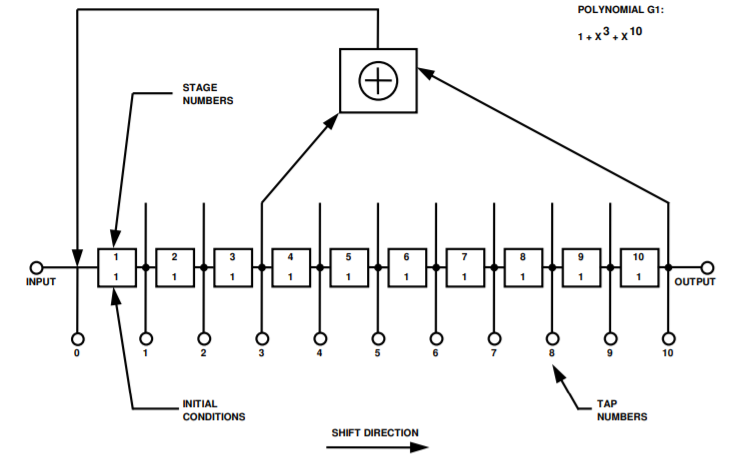 POLYNOMIAL G1:
1 + X 3 + X 10
STAGE
NUMBERS
1 2 3 4 5 6 7 8 9 10
1 1 1 1 1 1 1 1 1 1
INPUT
OUTPUT
0 1 2 3 4 5 6 7 8 9 10
INITIAL
CONDITIONS
TAP
NUMBERS
SHIFT DIRECTION